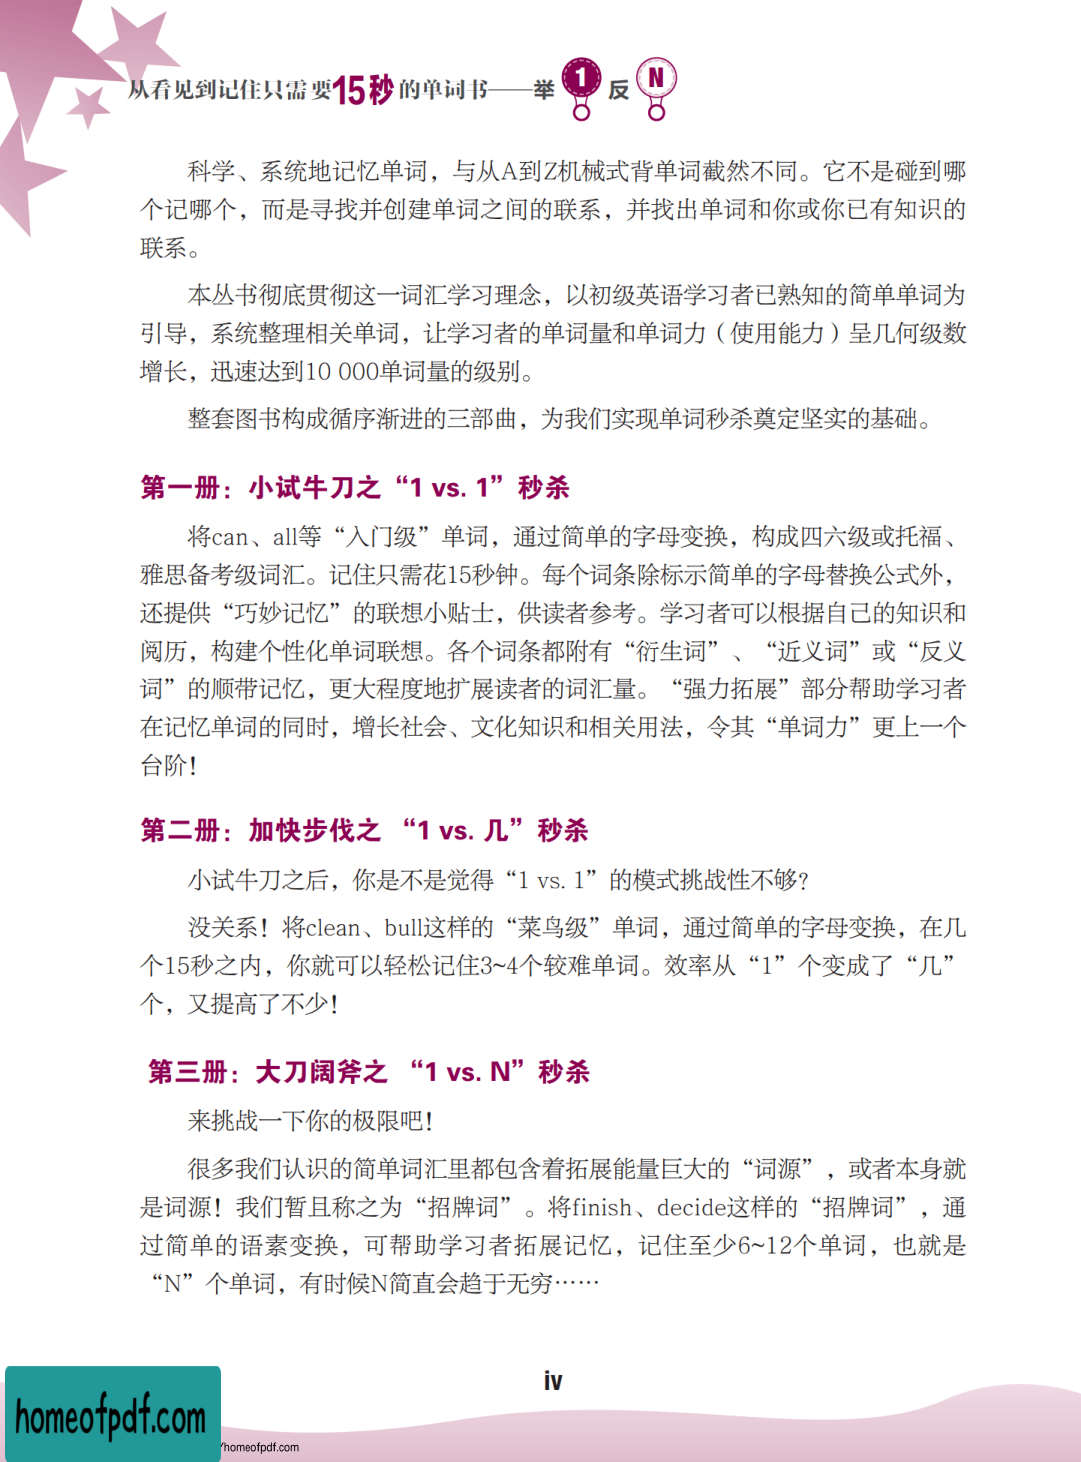 从看见到记住只需要15秒的单词书——举1反N
科学、系统地记忆单词，与从A到Z机械式背单词截然不同。它不是碰到哪
个记哪个，而是寻找并创建单词之间的联系，并找出单词和你或你已有知识的
联系。
本丛书彻底贯彻这一词汇学习理念，以初级英语学习者已熟知的简单单词为
引导，系统整理相关单词，让学习者的单词量和单词力（使用能力）呈几何级数
增长，迅速达到10 000单词量的级别。
整套图书构成循序渐进的三部曲，为我们实现单词秒杀奠定坚实的基础。
第一册：小试牛刀之“1 vs. 1”秒杀
将can、all等“入门级”单词，通过简单的字母变换，构成四六级或托福、
雅思备考级词汇。记住只需花15秒钟。每个词条除标示简单的字母替换公式外，
还提供“巧妙记忆”的联想小贴士，供读者参考。学习者可以根据自己的知识和
阅历，构建个性化单词联想。各个词条都附有“衍生词”、“近义词”或“反义
词”的顺带记忆，更大程度地扩展读者的词汇量。“强力拓展”部分帮助学习者
在记忆单词的同时，增长社会、文化知识和相关用法，令其“单词力”更上一个
台阶！
第二册：加快步伐之 “1 vs. 几”秒杀
小试牛刀之后，你是不是觉得“1 vs. 1”的模式挑战性不够？
没关系！将clean、bull这样的“菜鸟级”单词，通过简单的字母变换，在几
个15秒之内，你就可以轻松记住3~4个较难单词。效率从“1”个变成了“几”
个，又提高了不少！
第三册：大刀阔斧之 “1 vs. N”秒杀
来挑战一下你的极限吧！
很多我们认识的简单词汇里都包含着拓展能量巨大的“词源”，或者本身就
是词源！我们暂且称之为“招牌词”。将finish、decide这样的“招牌词”，通
过简单的语素变换，可帮助学习者拓展记忆，记住至少6~12个单词，也就是
“N”个单词，有时候N简直会趋于无穷……
iv
homeofpdf.com
/homeofpdf.com